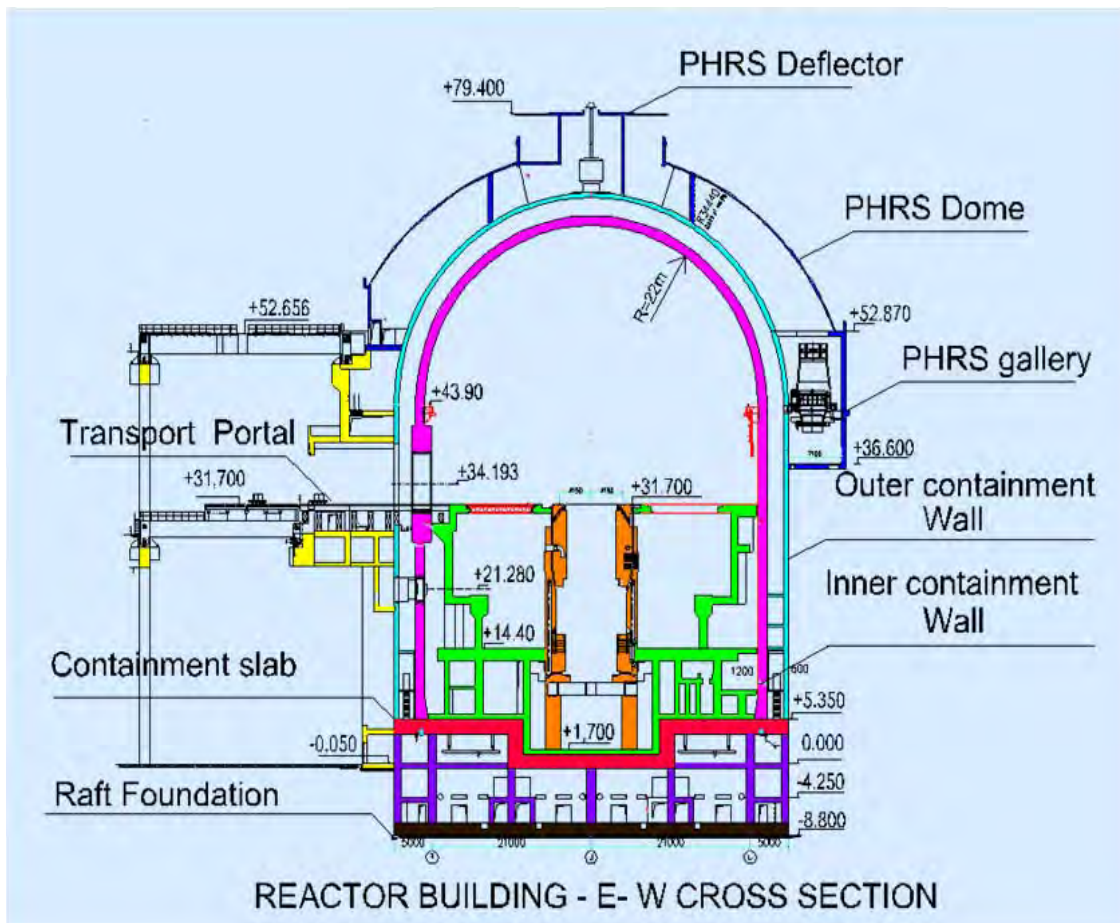 PHRS Deflector
+79.400
PHRS Dome
R34440
R=22m
+52.656
+52.870
PHRS gallery
+43.90
Transport Portal
+36.600
+34.193
+31,700
+31.700
Outer containment
Wall
+21.280
Inner containment
Wall
+14.40
Containment slab
1200
600
+5.350
+1,700
-0.050
0.000
Raft Foundation
-4.250
-8.800
5000
21000
21000
5000
REACTOR BUILDING - E- W CROSS SECTION